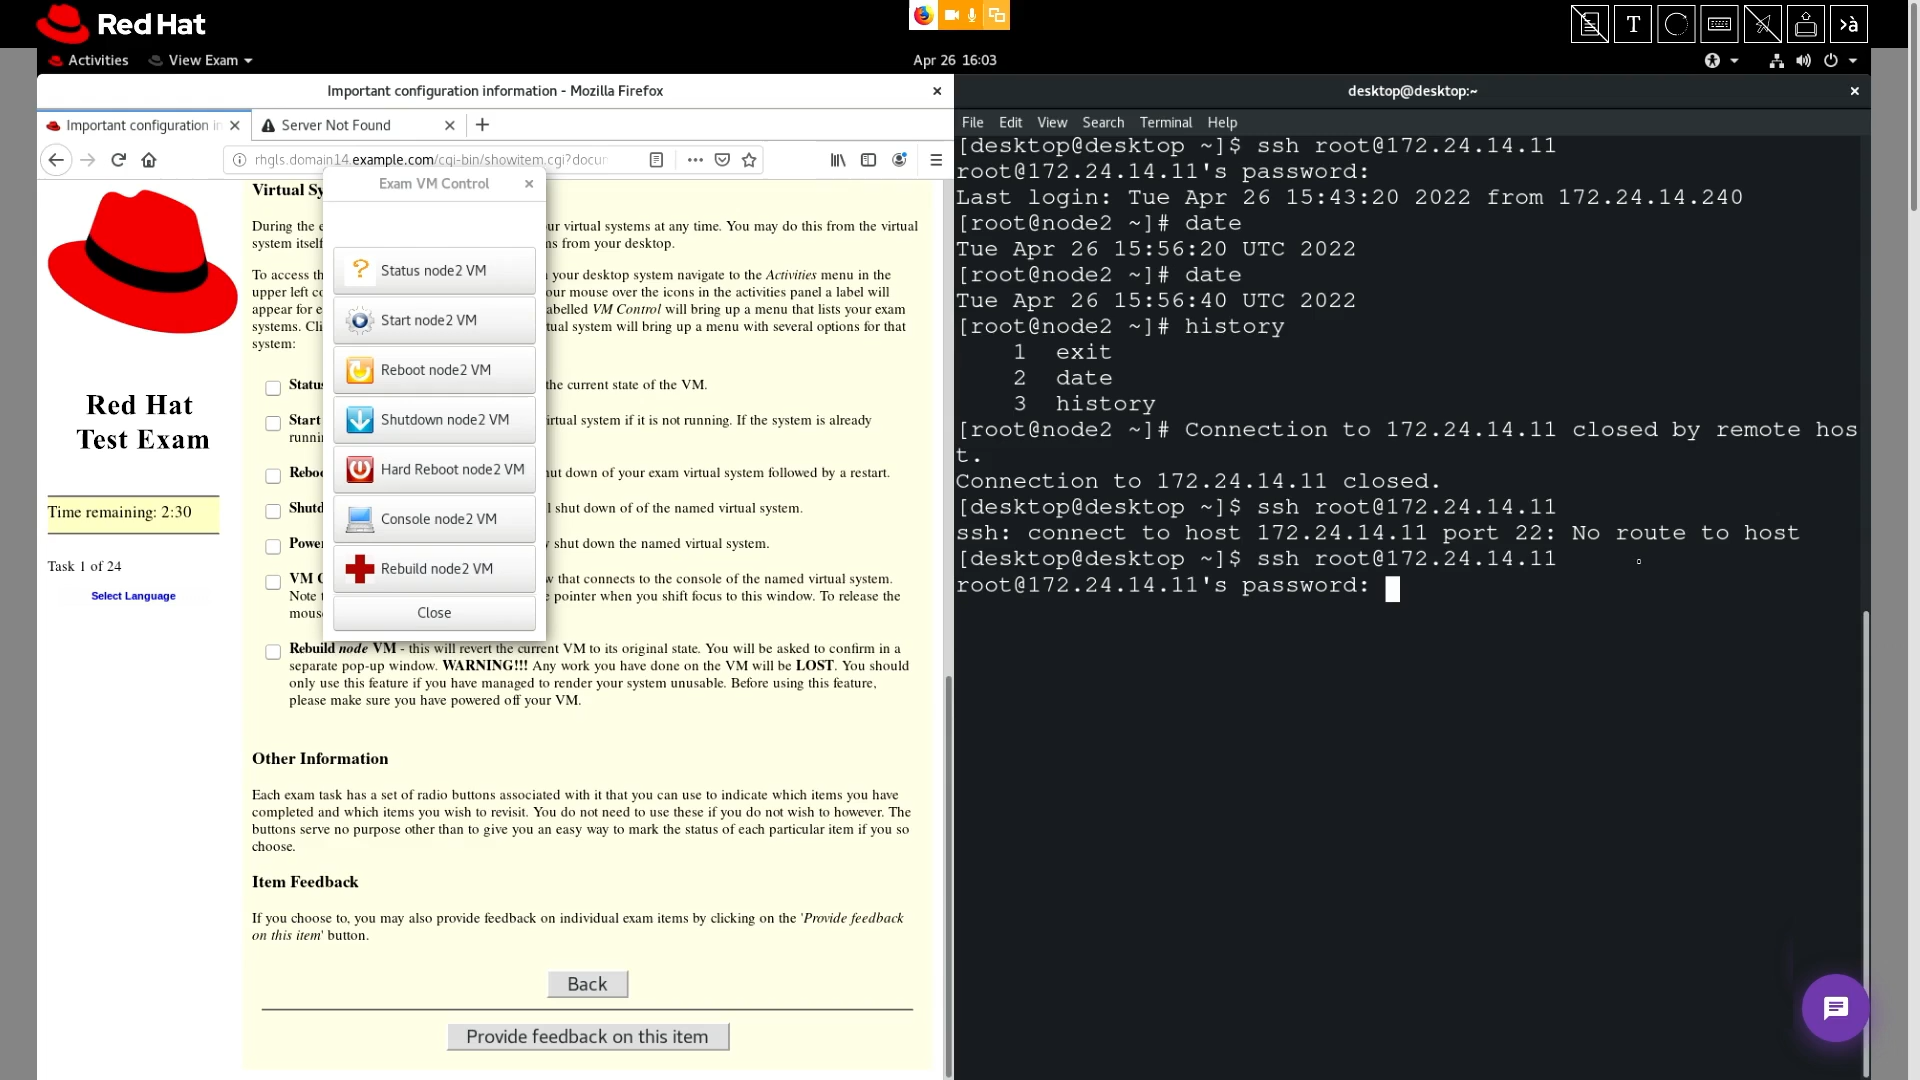 Red Hat
T
>à
Activities
View Exam
Apr 26 16:03
Important configuration information - Mozilla Firefox
Important configuration in
Server Not Found
rhgls.domain14.example.com/cgi-bin/showitem.cgi?docum
Red Hat
Test Exam
Time remaining: 2:30
Task 1 of 24
Select Language
Virtual Sy
During the e
ur virtual systems at any time. You may do this from the virtual
system itself
ms from your desktop.
To access th
your desktop system navigate to the Activities menu in the
upper left co
our mouse over the icons in the activities panel a label will
appear for e
abelled VM Control will bring up a menu that lists your exam
systems. Cli
tual system will bring up a menu with several options for that
system:
Status
the current state of the VM.
Start
irtual system if it is not running. If the system is already
runni
Reboo
hut down of your exam virtual system followed by a restart.
Shutd
l shut down of of the named virtual system.
Power
y shut down the named virtual system.
VM C
w that connects to the console of the named virtual system.
Note t
e pointer when you shift focus to this window. To release the
mous
Rebuild node VM - this will revert the current VM to its original state. You will be asked to confirm in a
separate pop-up window. WARNING!!! Any work you have done on the VM will be LOST. You should
only use this feature if you have managed to render your system unusable. Before using this feature,
please make sure you have powered off your VM.
Other Information
Each exam task has a set of radio buttons associated with it that you can use to indicate which items you have
completed and which items you wish to revisit. You do not need to use these if you do not wish to however. The
buttons serve no purpose other than to give you an easy way to mark the status of each particular item if you so
choose.
Item Feedback
If you choose to, you may also provide feedback on individual exam items by clicking on the 'Provide feedback
on this item' button.
Back
Provide feedback on this item
Exam VM Control
Status node2 VM
Start node2 VM
Reboot node2 VM
Shutdown node2 VM
Hard Reboot node2 VM
Console node2 VM
Rebuild node2 VM
Close
desktop@desktop:~
File Edit View Search Terminal Help
[desktop@desktop ~]$ ssh root@172.24.14.11
root@172.24.14.11's password:
Last login: Tue Apr 26 15:43:20 2022 from 172.24.14.240
[root@node2 ~]# date
Tue Apr 26 15:56:20 UTC 2022
[root@node2 ~]# date
Tue Apr 26 15:56:40 UTC 2022
[root@node2 ~]# history
1 exit
2 date
3 history
[root@node2 ~]# Connection to 172.24.14.11 closed by remote hos
t.
Connection to 172.24.14.11 closed.
[desktop@desktop ~]$ ssh root@172.24.14.11
ssh: connect to host 172.24.14.11 port 22: No route to host
[desktop@desktop ~]$ ssh root@172.24.14.11
root@172.24.14.11's password: